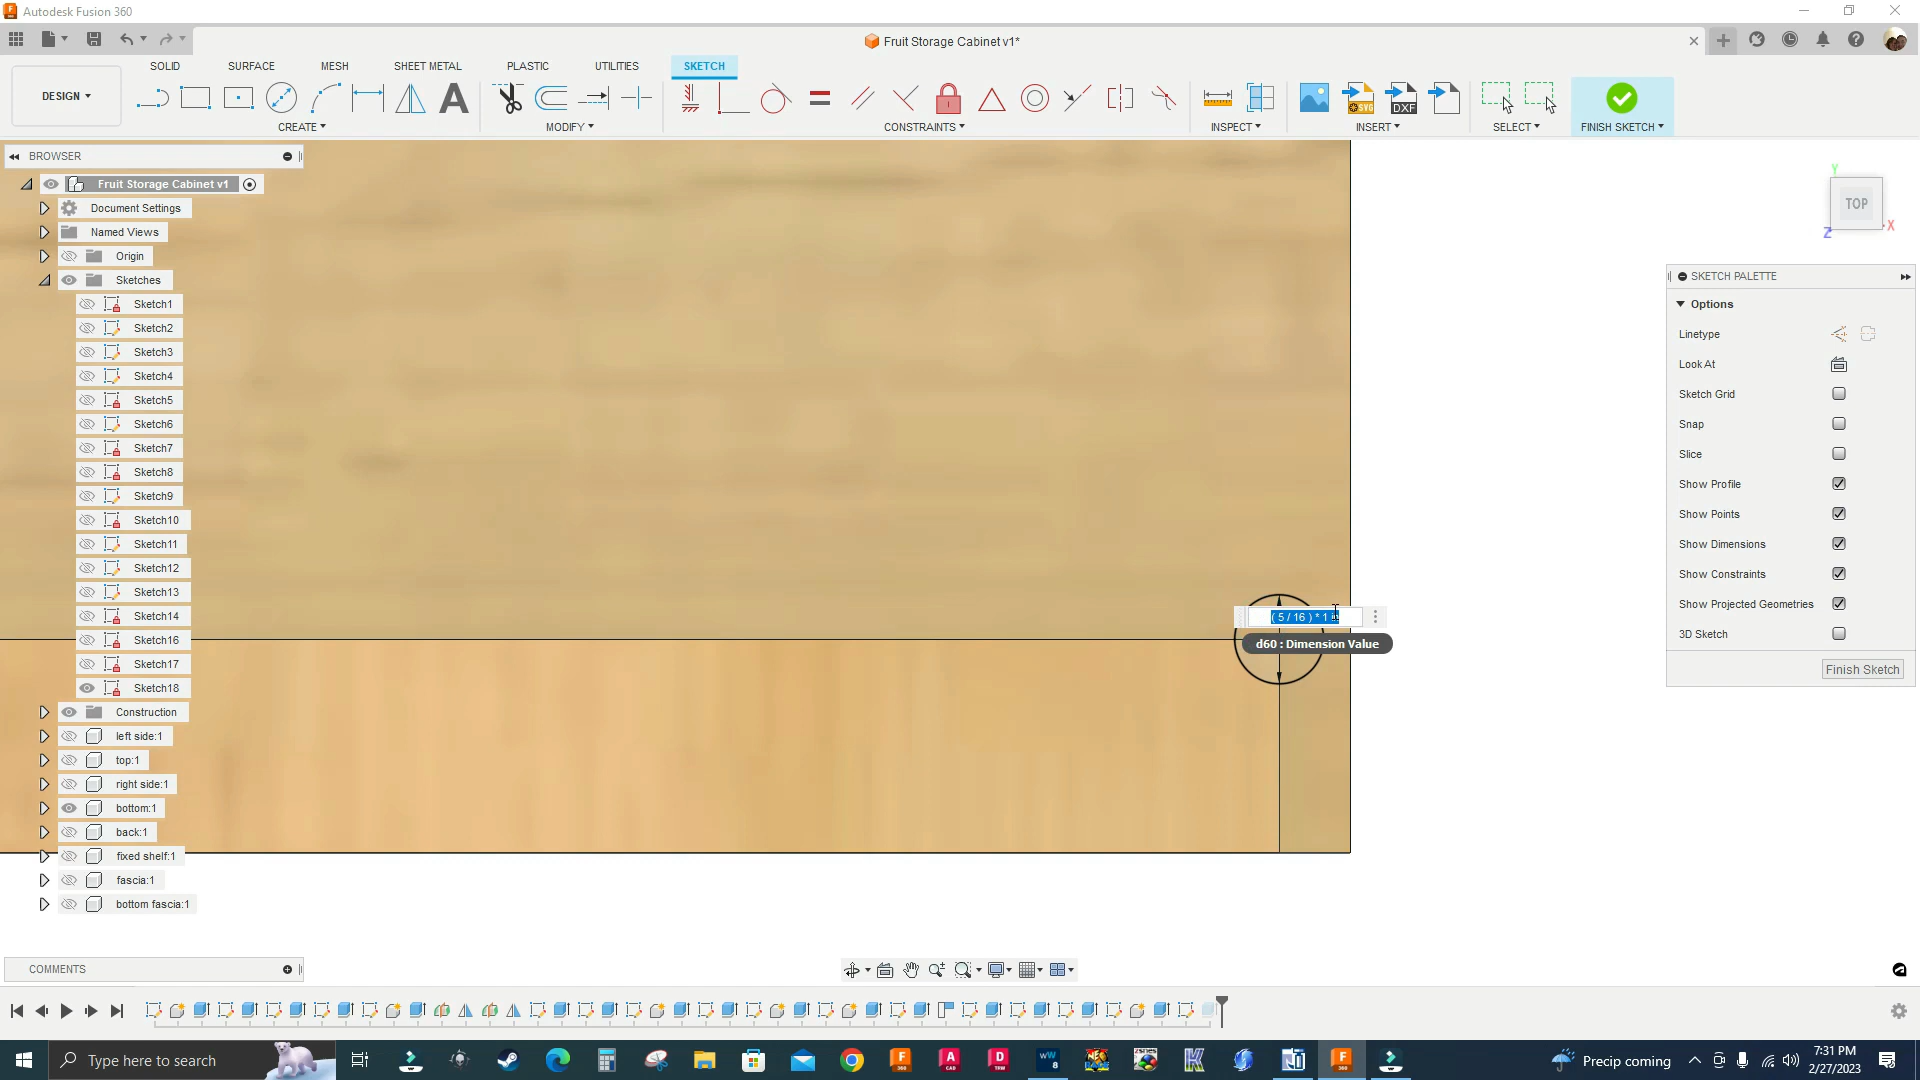 Autodesk Fusion 360
Fruit Storage Cabinet v1*
SOLID
SURFACE
MESH
SHEET METAL
PLASTIC
UTILITIES
SKETCH
DESIGN
SVG
DXF
CREATE
MODIFY
CONSTRAINTS
INSPECT
INSERT
SELECT
FINISH SKETCH
BROWSER
Fruit Storage Cabinet v1
Document Settings
Named Views
Origin
Sketches
Sketch1
Sketch2
Sketch3
Sketch4
Sketch5
Sketch6
Sketch7
Sketch8
Sketch9
Sketch10
Sketch11
Sketch12
Sketch13
Sketch14
Sketch16
Sketch17
Sketch18
Construction
left side:1
top:1
right side:1
bottom:1
back:1
fixed shelf:1
fascia:1
bottom fascia:1
( 5 / 16 ) * 1 in
d60 : Dimension Value
Y
TOP
X
Z
SKETCH PALETTE
Options
Linetype
Look At
Sketch Grid
Snap
Slice
Show Profile
Show Points
Show Dimensions
Show Constraints
Show Projected Geometries
3D Sketch
Finish Sketch
COMMENTS
Type here to search
Precip coming
7:31 PM
2/27/2023